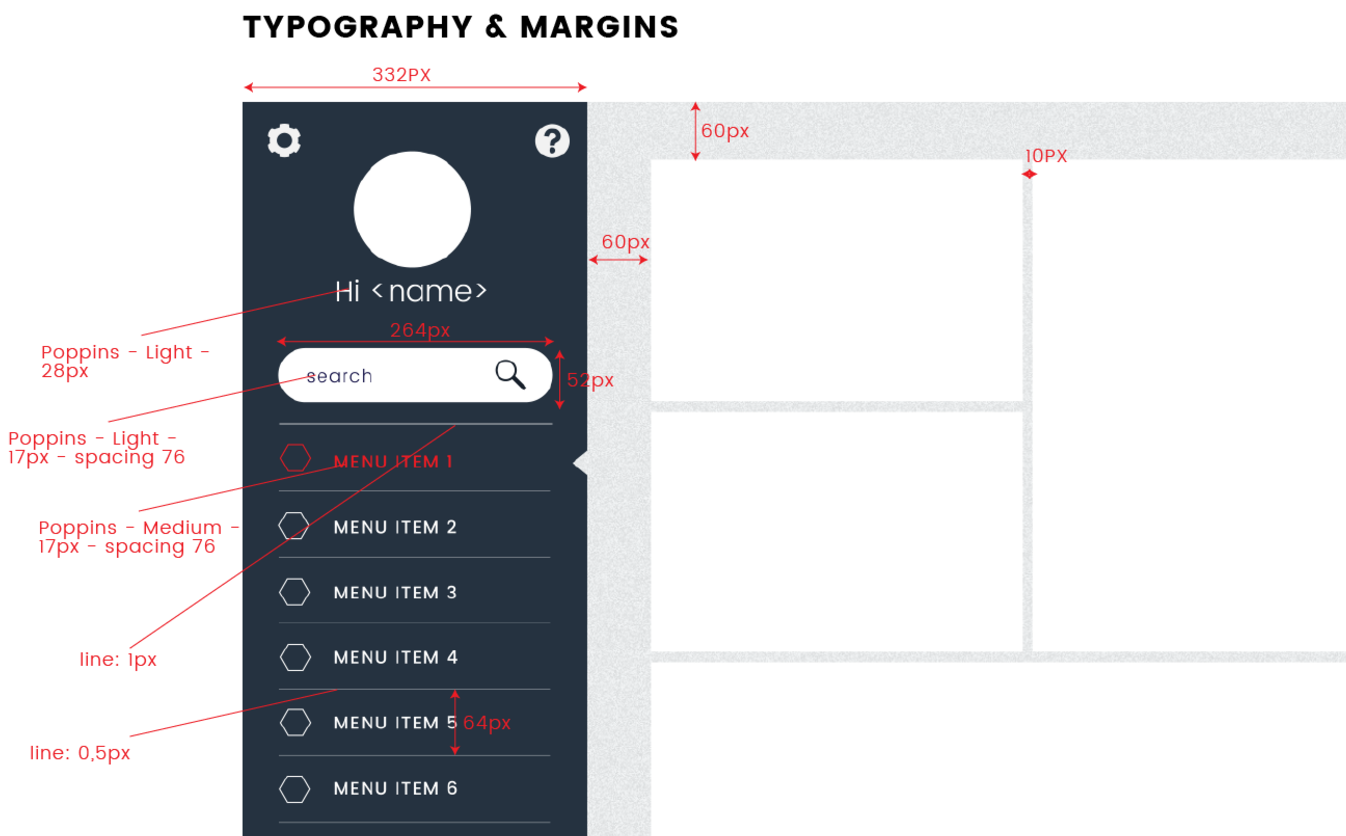 TYPOGRAPHY & MARGINS
332PX
60px
10PX
60px
Hi <name>
264px
Poppins - Light -
28px
search
52px
Poppins - Light -
17px - spacing 76
MENU ITEM 1
Poppins - Medium -
17px - spacing 76
MENU ITEM 2
MENU ITEM 3
line: 1px
MENU ITEM 4
MENU ITEM 5
64px
line: 0,5px
MENU ITEM 6